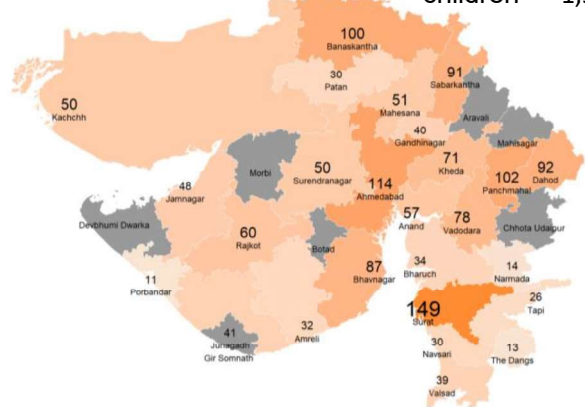 children
100
Banaskantha
30
Patan
91
Sabarkantha
51
Mahesana
Aravali
50
Kachchh
40
Gandhinagar
Mahisagar
Morbi
50
Surendranagar
71
Kheda
102
Panchmahal
92
Dahod
48
Jamnagar
114
Ahmedabad
57
Anand
78
Vadodara
Chhota Udaipur
Devbhumi Dwarka
60
Rajkot
Botad
87
Bhavnagar
34
Bharuch
14
Narmada
11
Porbandar
149
Surat
26
Tapi
41
Junagadh
Gir Somnath
32
Amreli
30
Navsari
13
The Dangs
39
Valsad